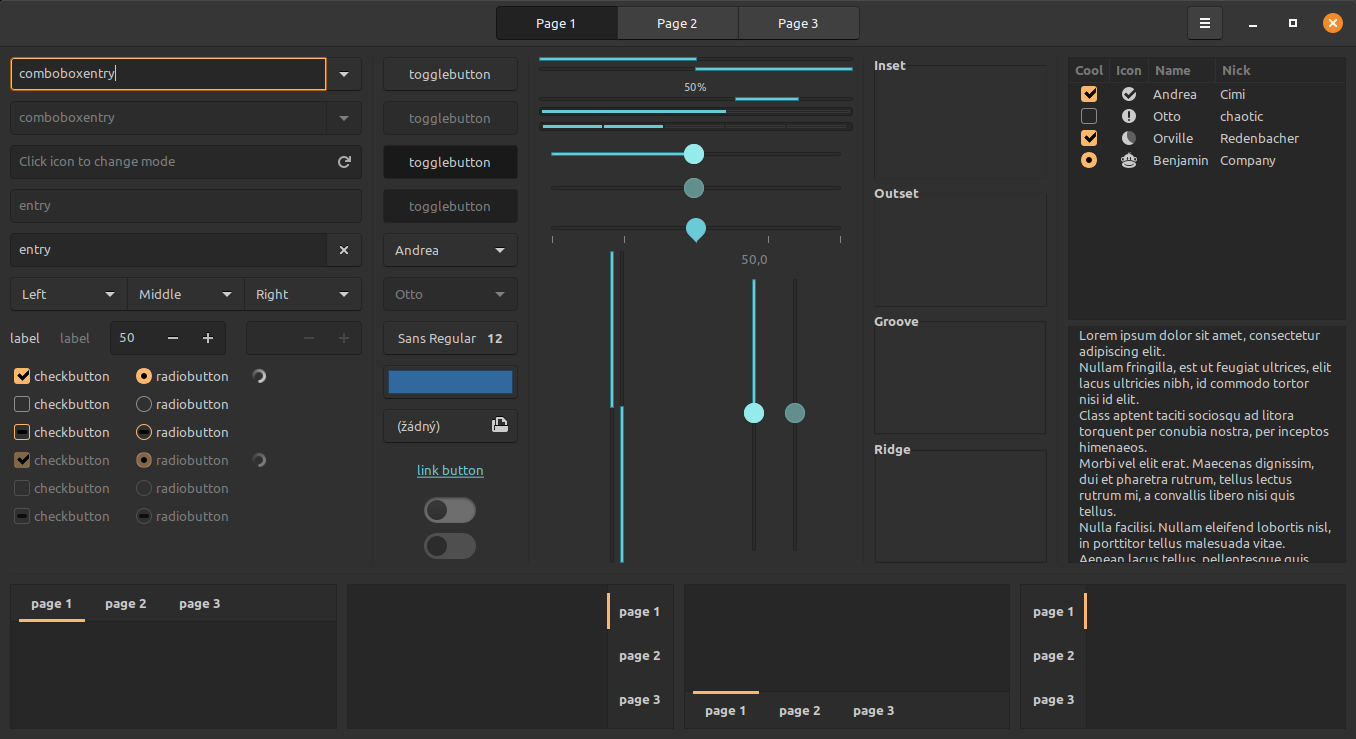 Page 1 Page 2 Page 3
comboboxentry
comboboxentry
Click icon to change mode
entry
entry
Left Middle Right
label label 50
checkbutton radiobutton
checkbutton radiobutton
checkbutton radiobutton
checkbutton radiobutton
checkbutton radiobutton
checkbutton radiobutton
togglebutton
togglebutton
togglebutton
togglebutton
Andrea
Otto
Sans Regular 12
(žádný)
link button
50%
50,0
Inset
Outset
Groove
Ridge
Cool Icon Name Nick
Andrea Cimi
Otto chaotic
Orville Redenbacher
Benjamin Company
Lorem ipsum dolor sit amet, consectetur
adipiscing elit.
Nullam fringilla, est ut feugiat ultrices, elit
lacus ultricies nibh, id commodo tortor
nisi id elit.
Class aptent taciti sociosqu ad litora
torquent per conubia nostra, per inceptos
himenaeos.
Morbi vel elit erat. Maecenas dignissim,
dui et pharetra rutrum, tellus lectus
rutrum mi, a convallis libero nisi quis
tellus.
Nulla facilisi. Nullam eleifend lobortis nisl,
in porttitor tellus malesuada vitae.
Aenean lacus tellus, pellentesque quis
page 1 page 2 page 3
page 1
page 2
page 3
page 1 page 2 page 3
page 1
page 2
page 3